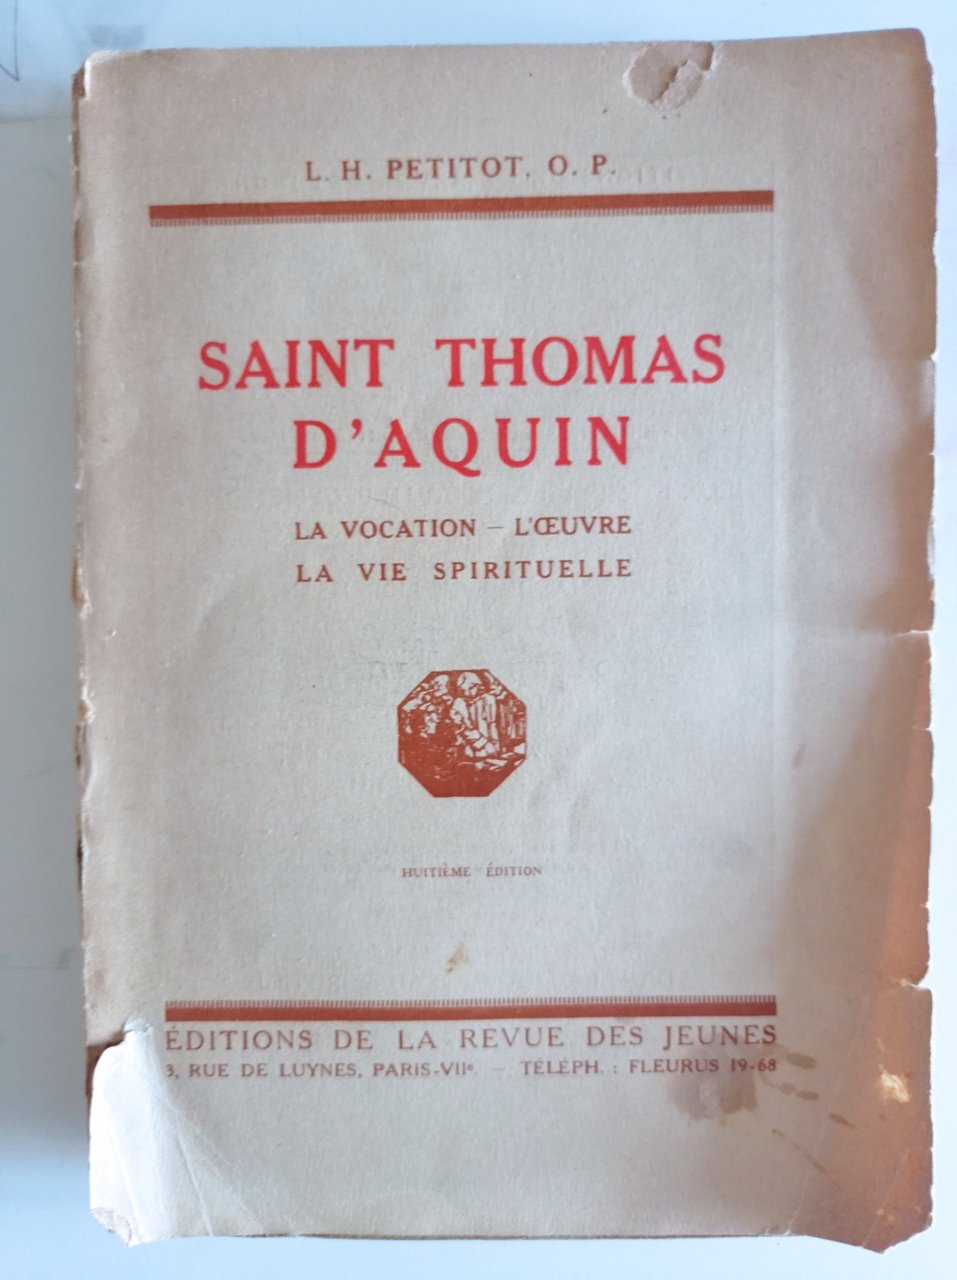 L. H. PETITOT, O. P.
SAINT THOMAS
D'AQUIN
LA VOCATION — L'ŒUVRE
LA VIE SPIRITUELLE
HUITIÈME ÉDITION
ÉDITIONS DE LA REVUE DES JEUNES
3, RUE DE LUYNES, PARIS-VIIe. — TÉLÉPH. : FLEURUS 19-68